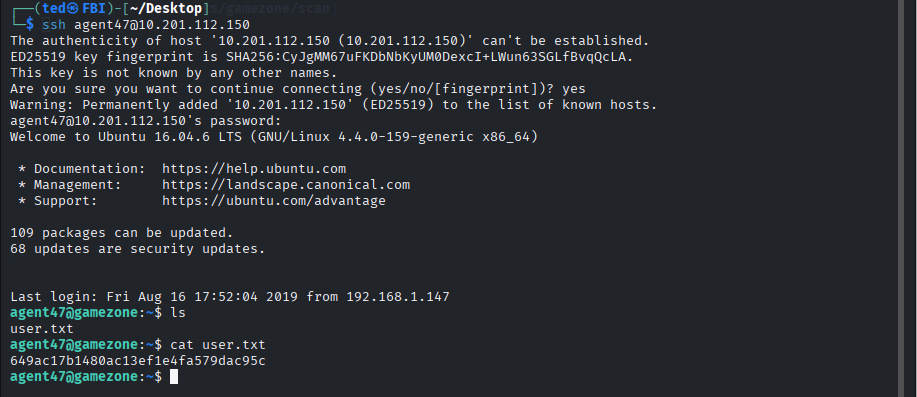 (ted㉿FBI)-[~/Desktop]s/gamezone/scan]
$ ssh agent47@10.201.112.150
The authenticity of host '10.201.112.150 (10.201.112.150)' can't be established.
ED25519 key fingerprint is SHA256:CyJgMM67uFKDbNbKyUM0DexcI+LWun63SGLfBvqQcLA.
This key is not known by any other names.
Are you sure you want to continue connecting (yes/no/[fingerprint])? yes
Warning: Permanently added '10.201.112.150' (ED25519) to the list of known hosts.
agent47@10.201.112.150's password:
Welcome to Ubuntu 16.04.6 LTS (GNU/Linux 4.4.0-159-generic x86_64)
* Documentation:  https://help.ubuntu.com
* Management:     https://landscape.canonical.com
* Support:        https://ubuntu.com/advantage
109 packages can be updated.
68 updates are security updates.
Last login: Fri Aug 16 17:52:04 2019 from 192.168.1.147
agent47@gamezone:~$ ls
user.txt
agent47@gamezone:~$ cat user.txt
649ac17b1480ac13ef1e4fa579dac95c
agent47@gamezone:~$